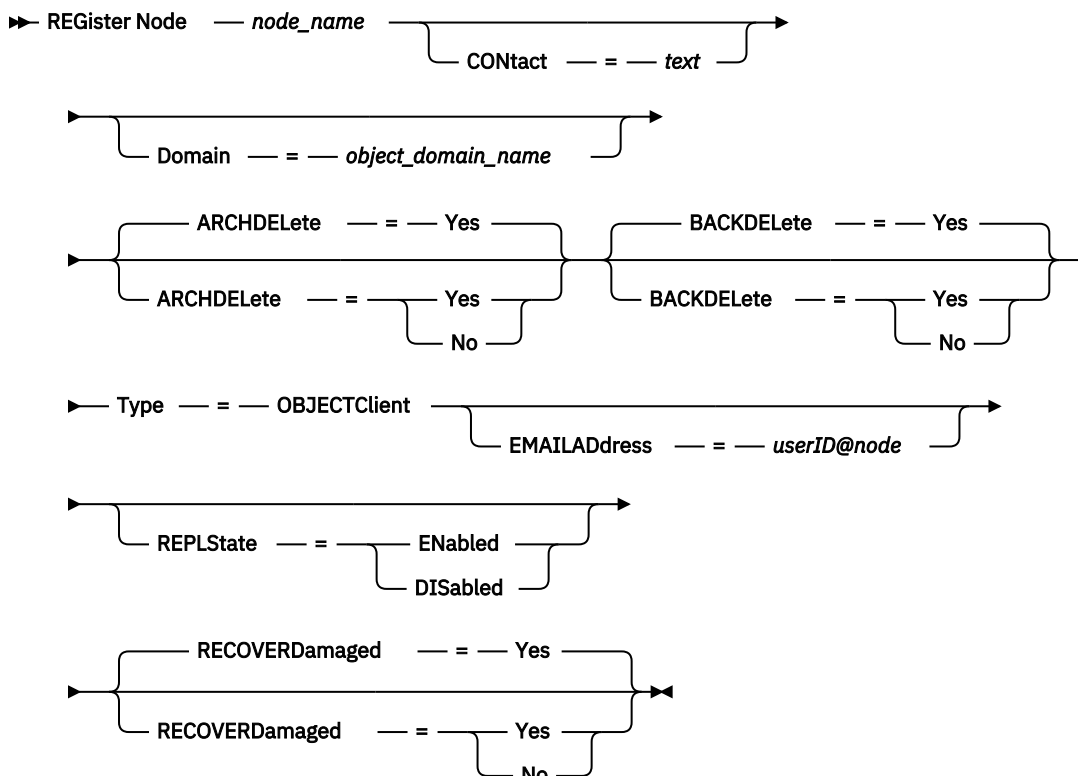 REGister Node node_name
CONtact = text
Domain = object_domain_name
ARCHDELete = Yes BACKDELete = Yes
ARCHDELete = Yes BACKDELete = Yes
No No
Type = OBJECTClient
EMAILADdress = userID@node
REPLState = ENabled
DISabled
RECOVERDamaged = Yes
RECOVERDamaged = Yes
No